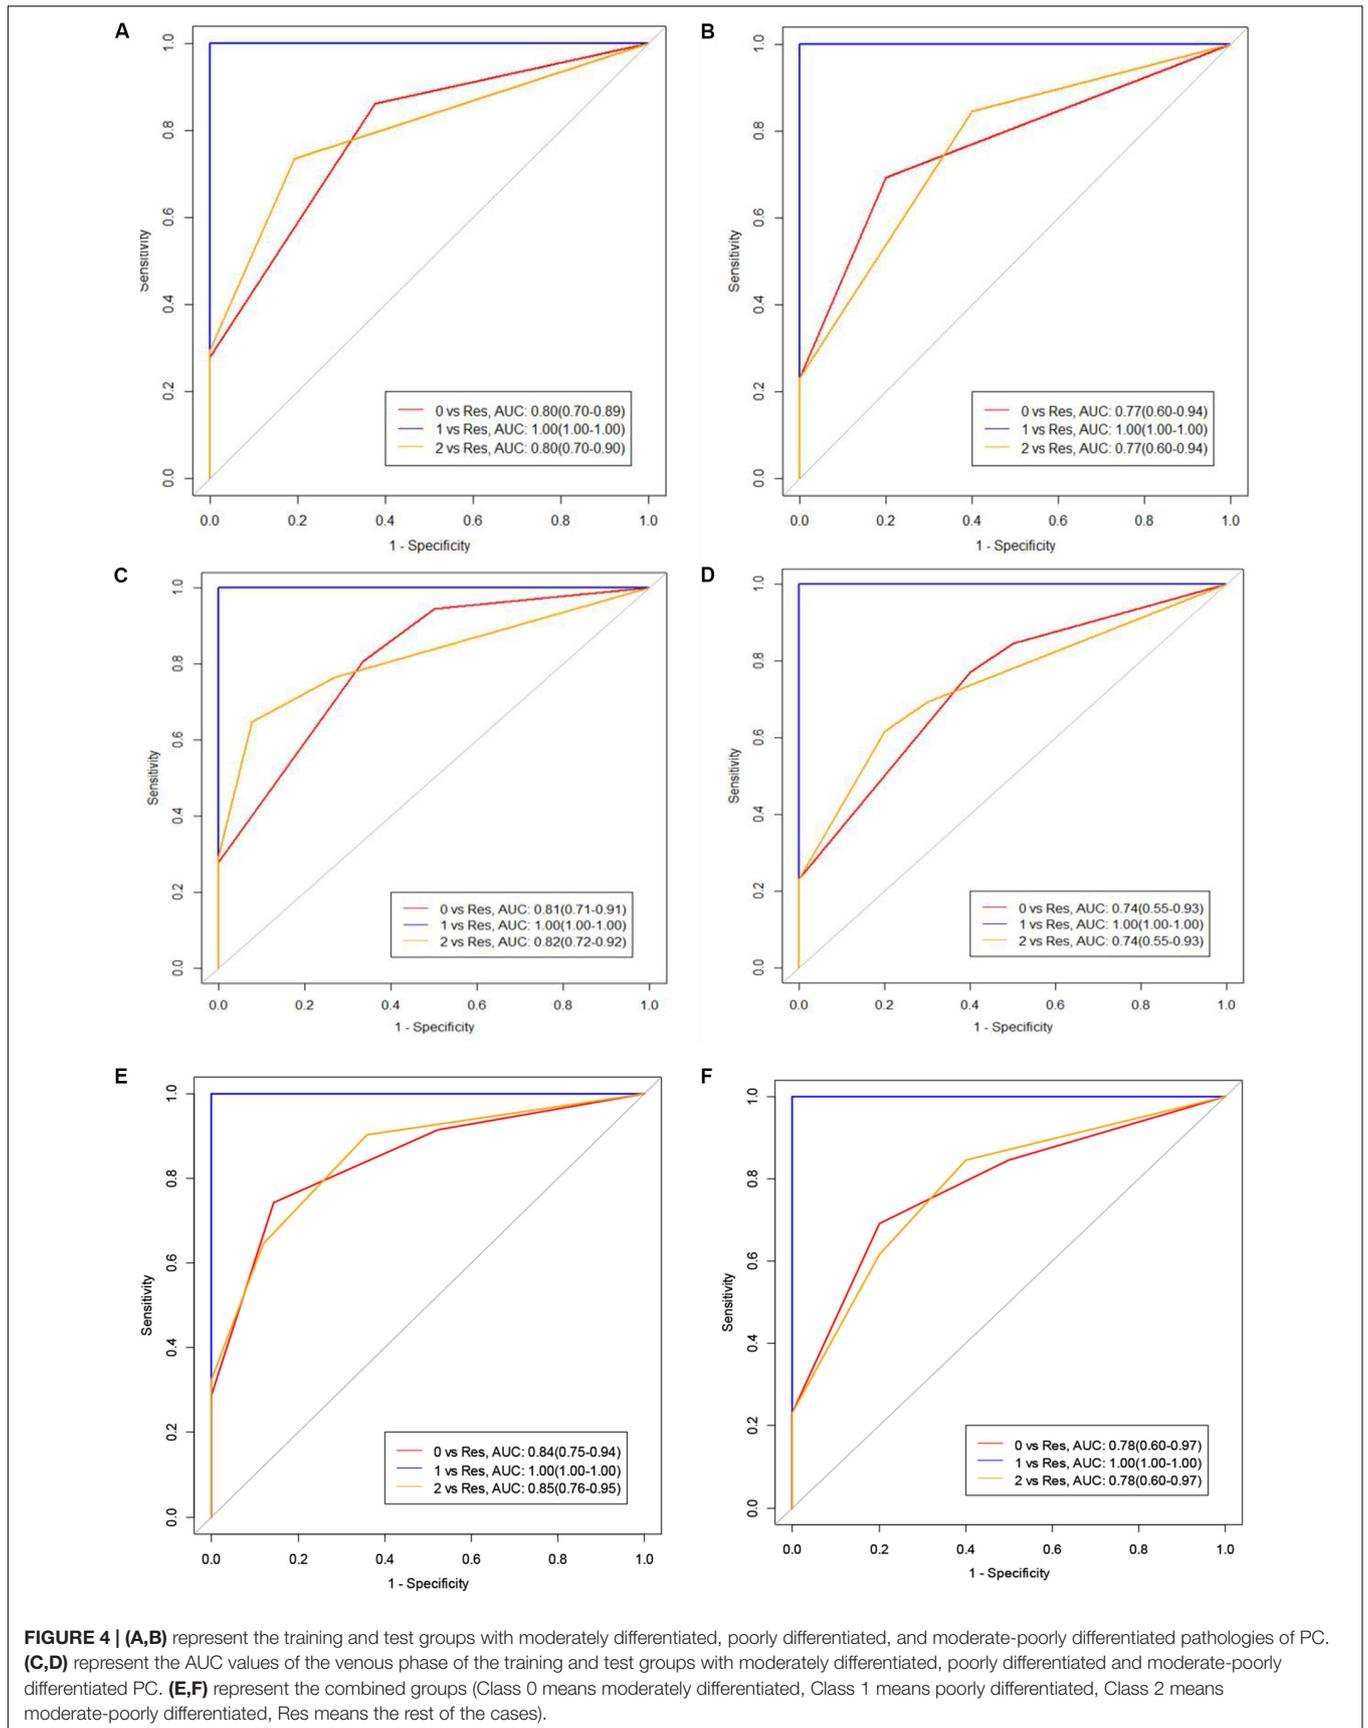 A
1.0
0.8
0.6
0.4
0.2
0.0
Sensitivity
0 vs Res, AUC: 0.80(0.70-0.89)
1 vs Res, AUC: 1.00(1.00-1.00)
2 vs Res, AUC: 0.80(0.70-0.90)
0.0 0.2 0.4 0.6 0.8 1.0
1 - Specificity
B
1.0
0.8
0.6
0.4
0.2
0.0
Sensitivity
0 vs Res, AUC: 0.77(0.60-0.94)
1 vs Res, AUC: 1.00(1.00-1.00)
2 vs Res, AUC: 0.77(0.60-0.94)
0.0 0.2 0.4 0.6 0.8 1.0
1 - Specificity
C
1.0
0.8
0.6
0.4
0.2
0.0
Sensitivity
0 vs Res, AUC: 0.81(0.71-0.91)
1 vs Res, AUC: 1.00(1.00-1.00)
2 vs Res, AUC: 0.82(0.72-0.92)
0.0 0.2 0.4 0.6 0.8 1.0
1 - Specificity
D
1.0
0.8
0.6
0.4
0.2
0.0
Sensitivity
0 vs Res, AUC: 0.74(0.55-0.93)
1 vs Res, AUC: 1.00(1.00-1.00)
2 vs Res, AUC: 0.74(0.55-0.93)
0.0 0.2 0.4 0.6 0.8 1.0
1 - Specificity
E
1.0
0.8
0.6
0.4
0.2
0.0
Sensitivity
0 vs Res, AUC: 0.84(0.75-0.94)
1 vs Res, AUC: 1.00(1.00-1.00)
2 vs Res, AUC: 0.85(0.76-0.95)
0.0 0.2 0.4 0.6 0.8 1.0
1 - Specificity
F
1.0
0.8
0.6
0.4
0.2
0.0
Sensitivity
0 vs Res, AUC: 0.78(0.60-0.97)
1 vs Res, AUC: 1.00(1.00-1.00)
2 vs Res, AUC: 0.78(0.60-0.97)
0.0 0.2 0.4 0.6 0.8 1.0
1 - Specificity
FIGURE 4 | (A,B) represent the training and test groups with moderately differentiated, poorly differentiated, and moderate-poorly differentiated pathologies of PC.
(C,D) represent the AUC values of the venous phase of the training and test groups with moderately differentiated, poorly differentiated and moderate-poorly
differentiated PC. (E,F) represent the combined groups (Class 0 means moderately differentiated, Class 1 means poorly differentiated, Class 2 means
moderate-poorly differentiated, Res means the rest of the cases).